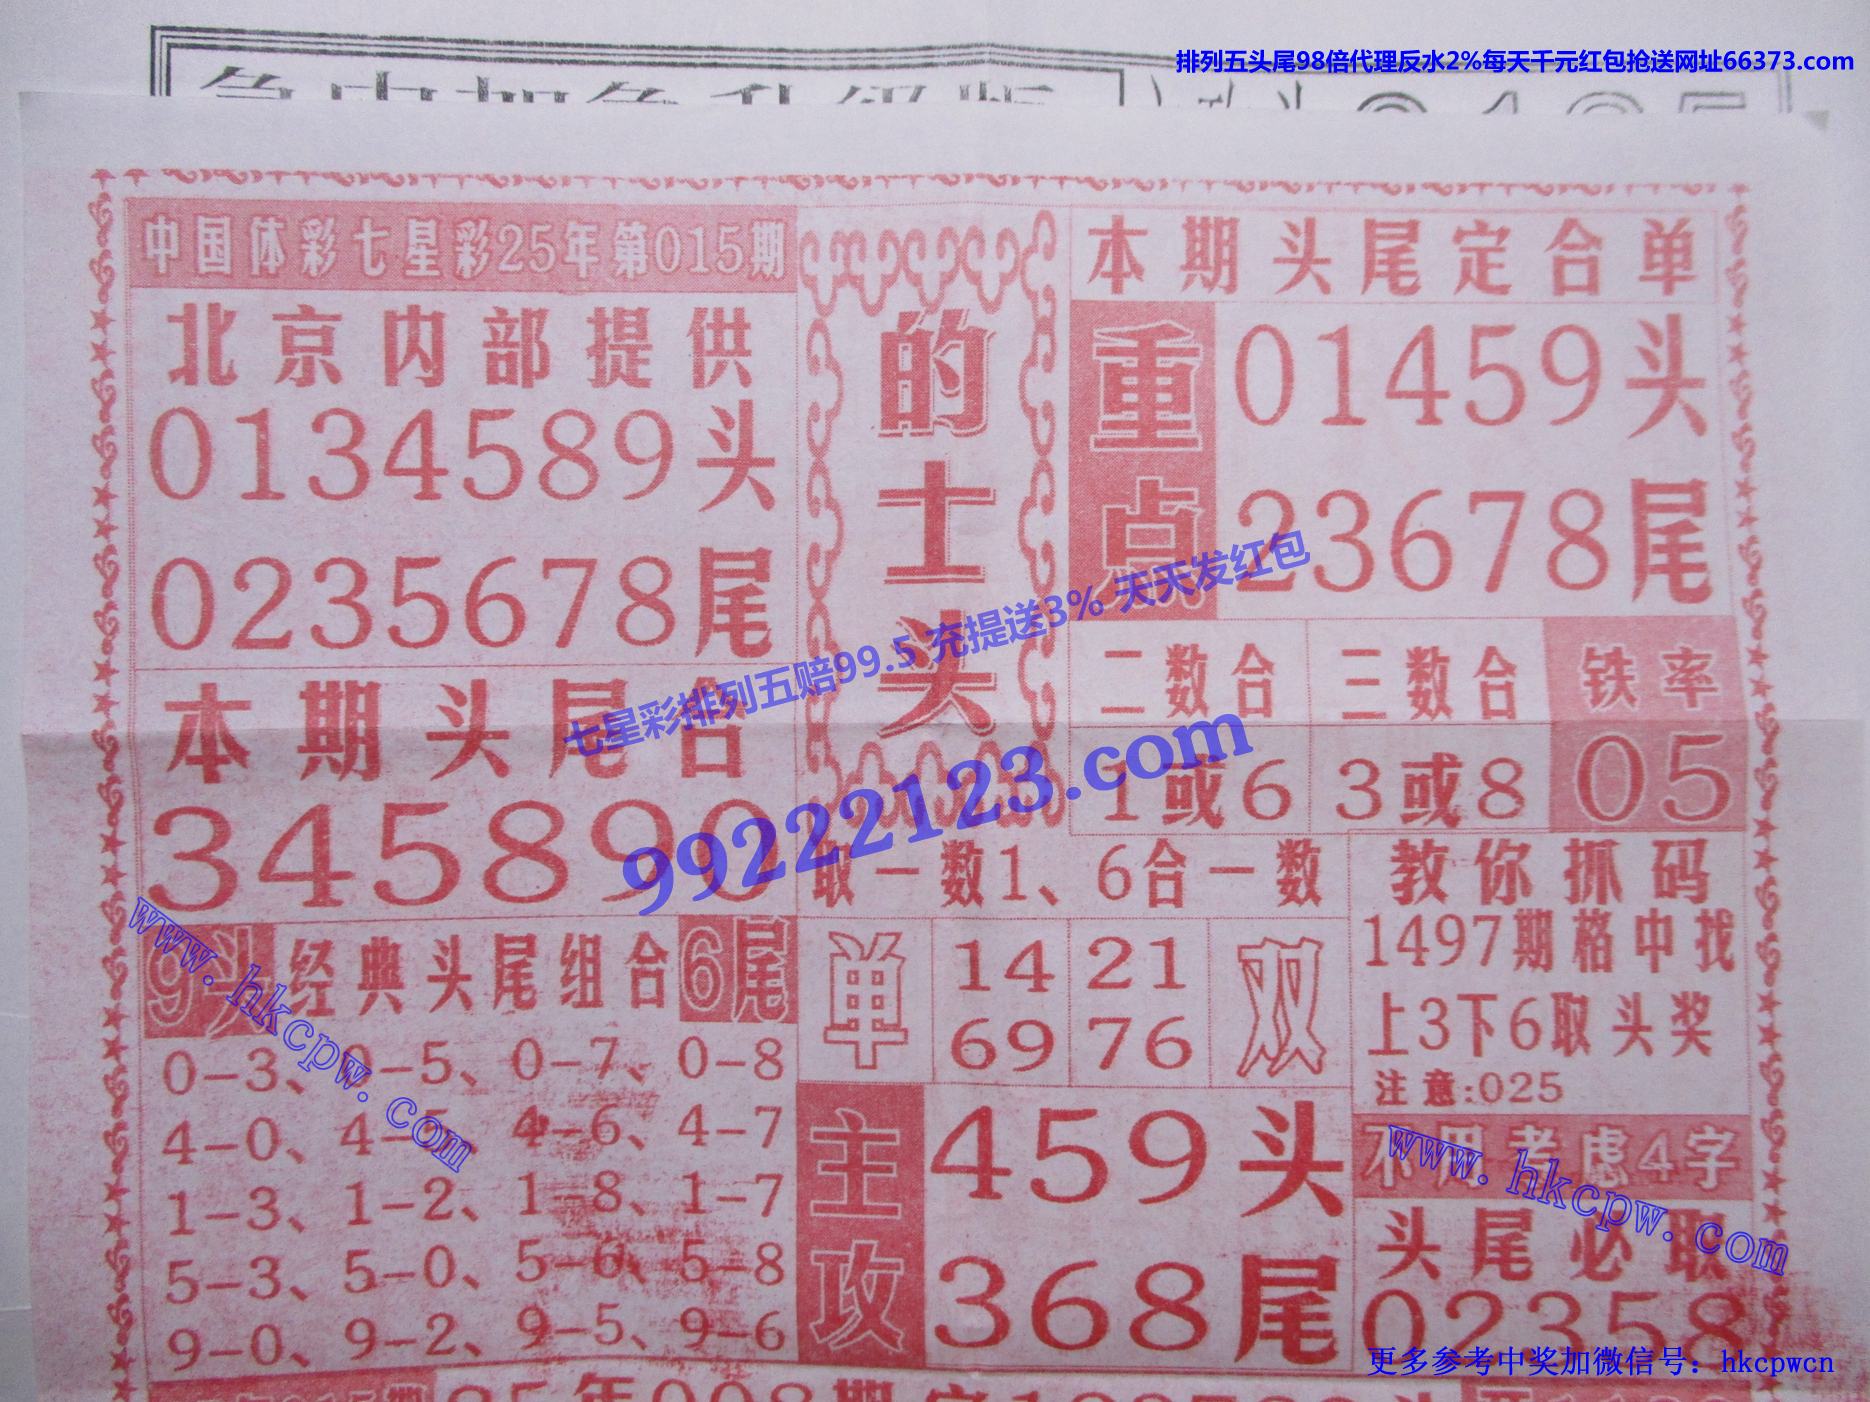 排列五头尾98倍代理反水2%每天千元红包抢送网址66373.com
中国体彩七星彩25年第015期
北京内部提供
0134589头
0235678尾
本期头尾合
345890
的士头
本期头尾定合单
重点
01459头
23678尾
二数合 三数合 铁率
1或6 3或8 05
七星彩排列五赔99.5 充提送3% 天天发红包
99222123.com
取一数1、6合一数
9头 经典头尾组合 6尾
0-3、0-5、0-7、0-8
4-0、4-5、4-6、4-7
1-3、1-2、1-8、1-7
5-3、5-0、5-6、5-8
9-0、9-2、9-5、9-6
单 14 21 双
69 76
主攻
459头
368尾
教你抓码
1497期格中找
上3下6取头奖
注意:025
考虑4字
头尾必取
02358
www.hkcpw.com
www.hkcpw.com
更多参考中奖加微信号：hkcpwcn